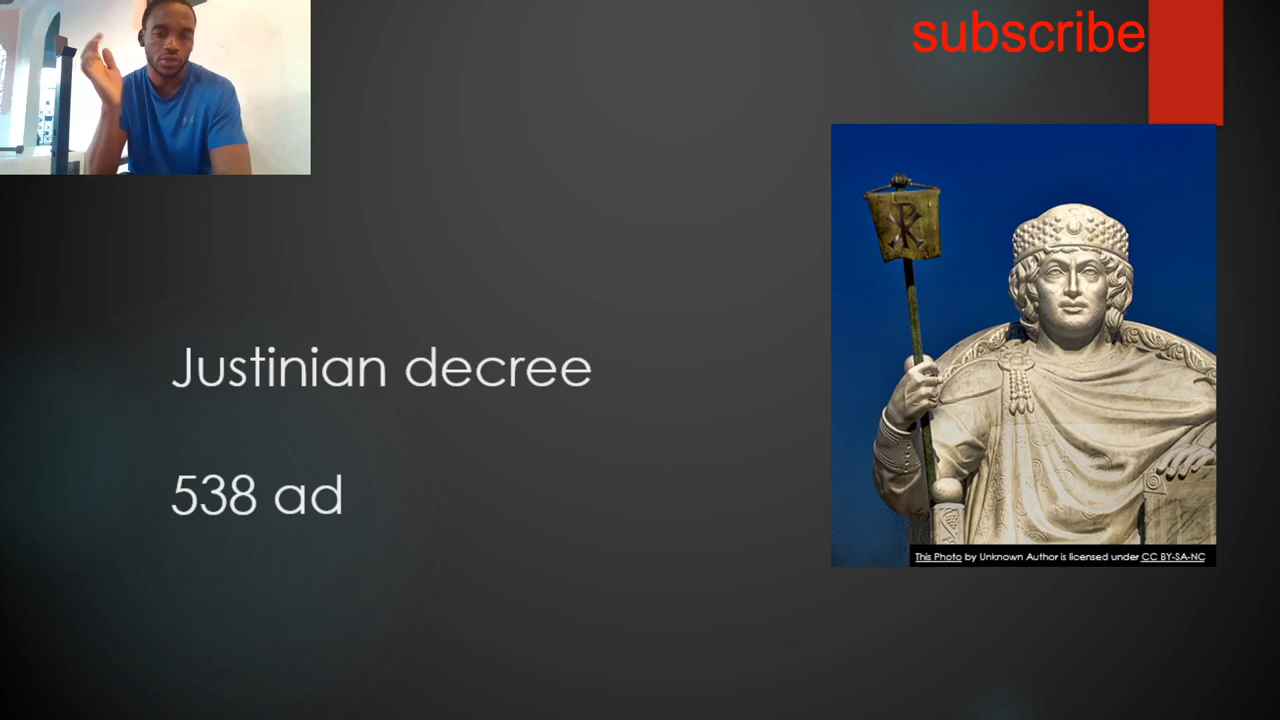 subscribe
Justinian decree
538 ad
This Photo by Unknown Author is licensed under CC BY-SA-NC